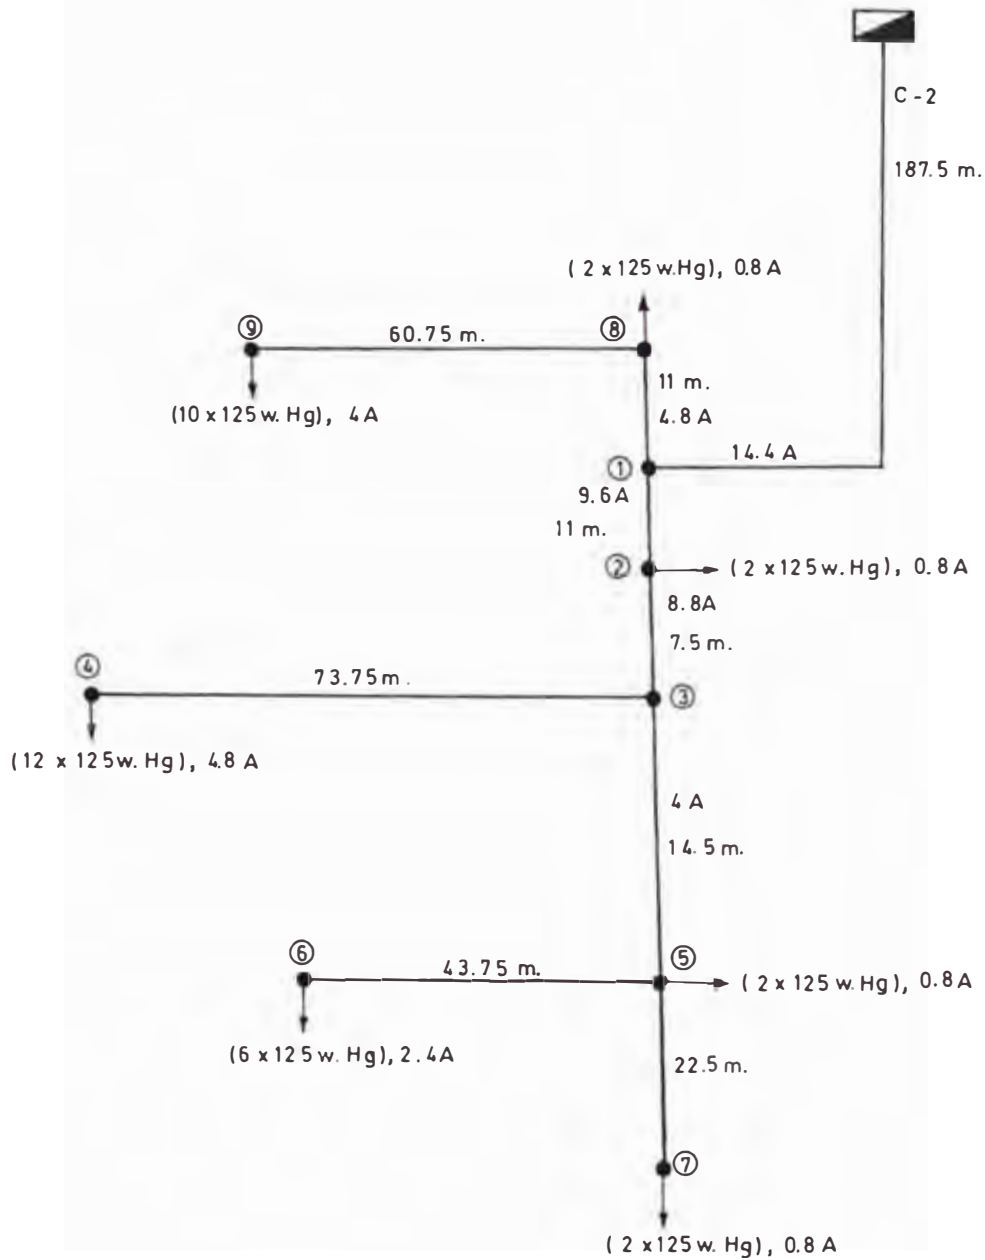 C-2
187.5 m.
( 2 x 125 w. Hg), 0.8 A
⑨
60.75 m.
⑧
11 m.
(10 x 125 w. Hg), 4 A
4.8 A
14.4 A
①
9.6 A
11 m.
②
( 2 x 125 w. Hg), 0.8 A
8.8 A
7.5 m.
④
73.75 m.
③
(12 x 125 w. Hg), 4.8 A
4 A
14.5 m.
⑥
43.75 m.
⑤
( 2 x 125 w. Hg), 0.8 A
(6 x 125 w. Hg), 2.4 A
22.5 m.
⑦
( 2 x 125 w. Hg), 0.8 A